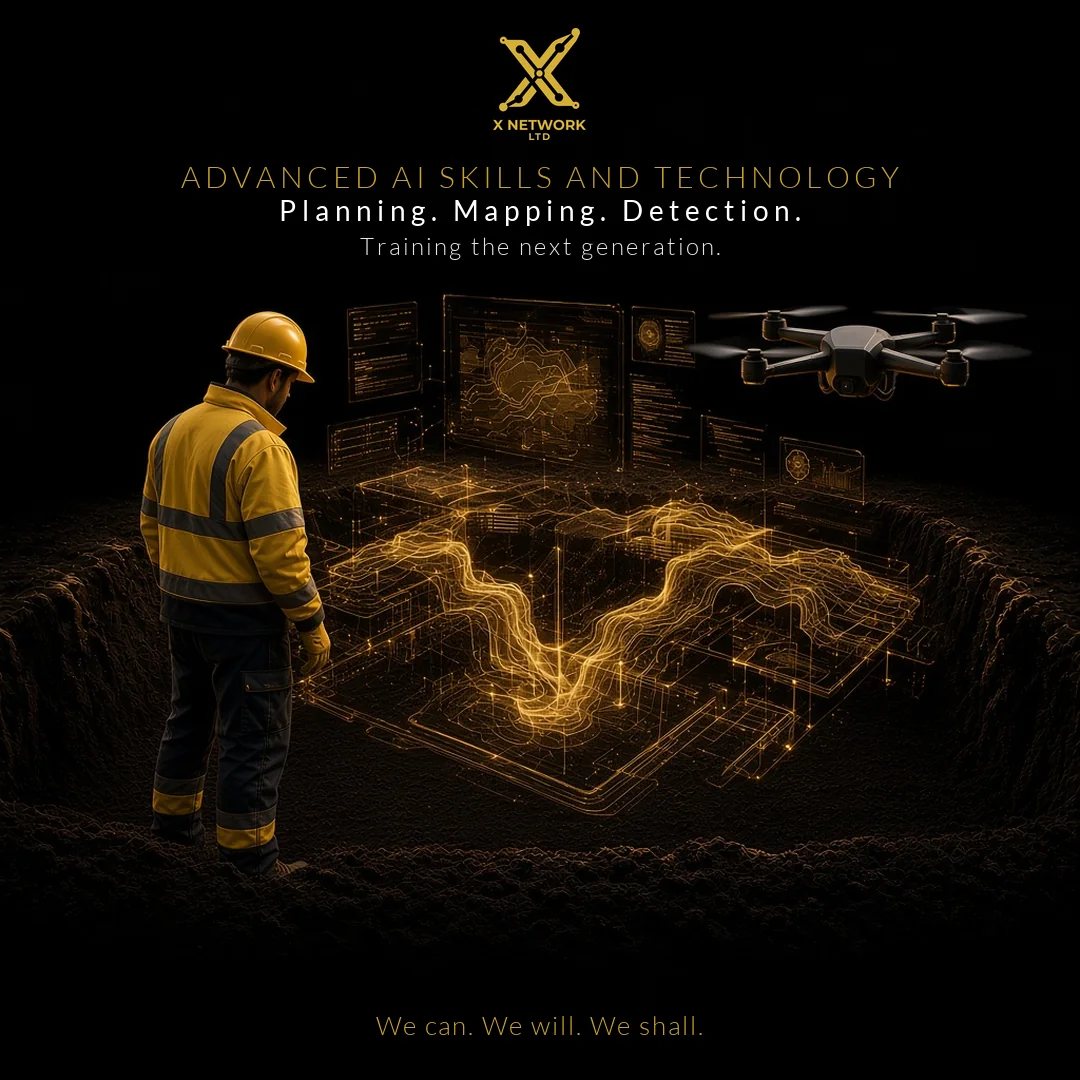 X NETWORK
LTD
ADVANCED AI SKILLS AND TECHNOLOGY
Planning. Mapping. Detection.
Training the next generation.
We can. We will. We shall.